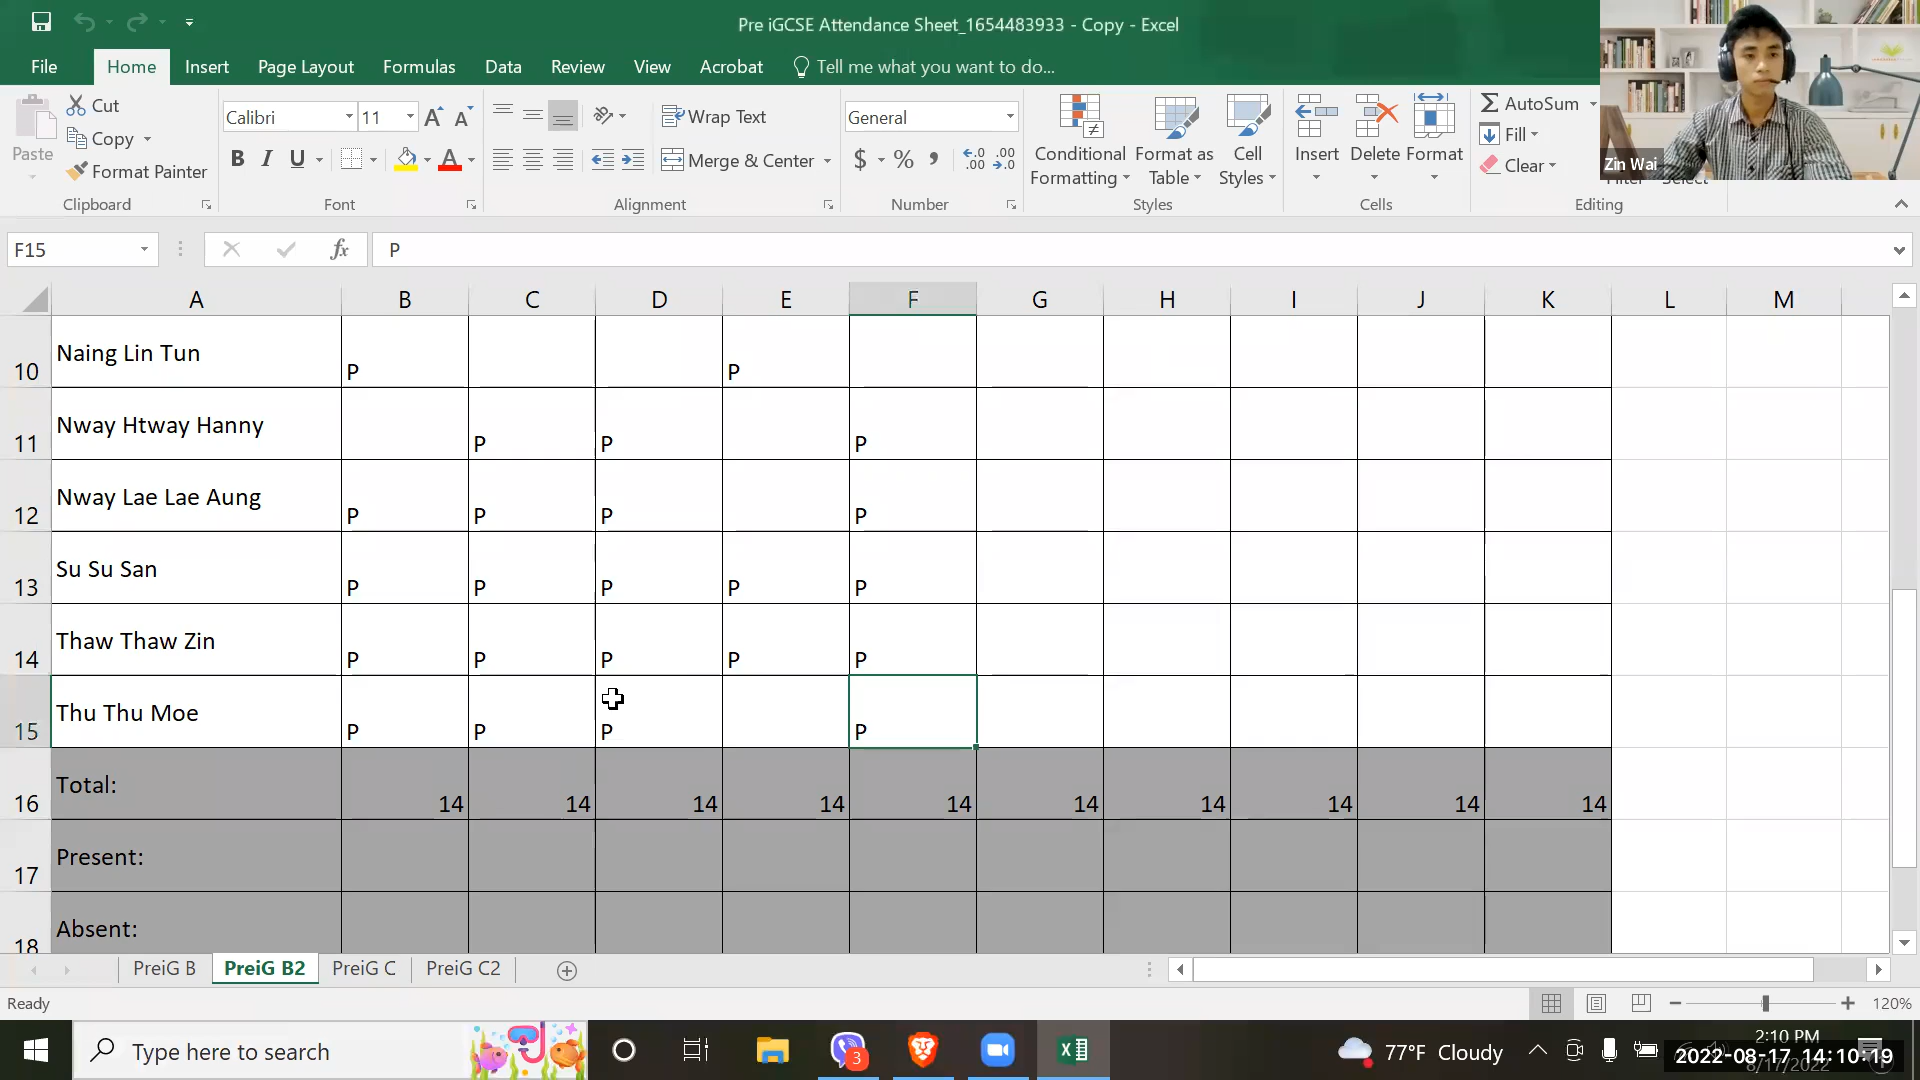 Pre iGCSE Attendance Sheet_1654483933 - Copy - Excel
File Home Insert Page Layout Formulas Data Review View Acrobat Tell me what you want to do...
Paste
Cut
Copy
Format Painter
Clipboard
Calibri 11
B I U
Font
Wrap Text
Merge & Center
Alignment
General
$ % ,
Number
Conditional Formatting
Format as Table
Cell Styles
Styles
Insert Delete Format
Cells
AutoSum
Fill
Clear
Editing
Zin Wai
F15 fx P
A B C D E F G H I J K L M
10 Naing Lin Tun P P
11 Nway Htway Hanny P P P
12 Nway Lae Lae Aung P P P P
13 Su Su San P P P P P
14 Thaw Thaw Zin P P P P P
15 Thu Thu Moe P P P P
16 Total: 14 14 14 14 14 14 14 14 14 14
17 Present:
18 Absent:
PreiG B PreiG B2 PreiG C PreiG C2
Ready 120%
Type here to search 3 77°F Cloudy
2:10 PM
8/17/2022
2022-08-17 14:10:19